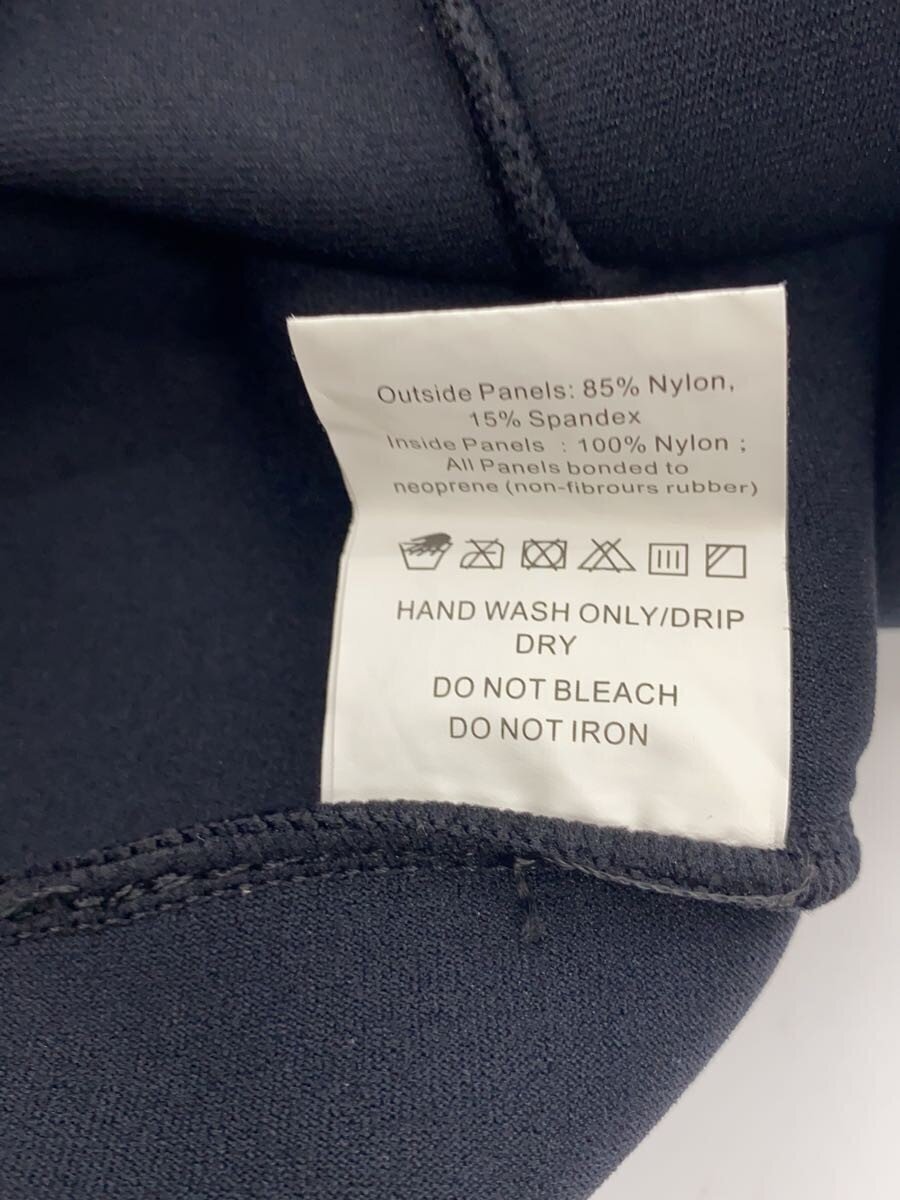 Outside Panels: 85% Nylon,
15% Spandex
Inside Panels : 100% Nylon ;
All Panels bonded to
neoprene (non-fibrours rubber)
HAND WASH ONLY/DRIP
DRY
DO NOT BLEACH
DO NOT IRON